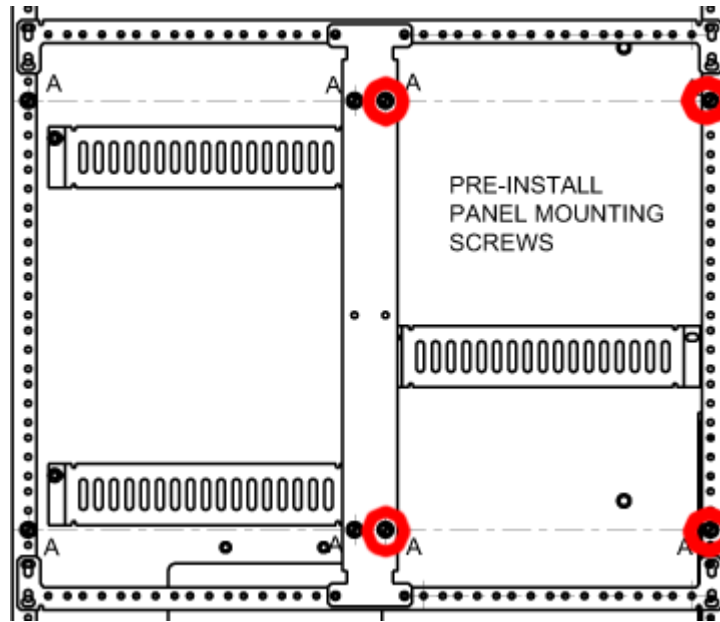 A A A
PRE-INSTALL
PANEL MOUNTING
SCREWS
A A A A